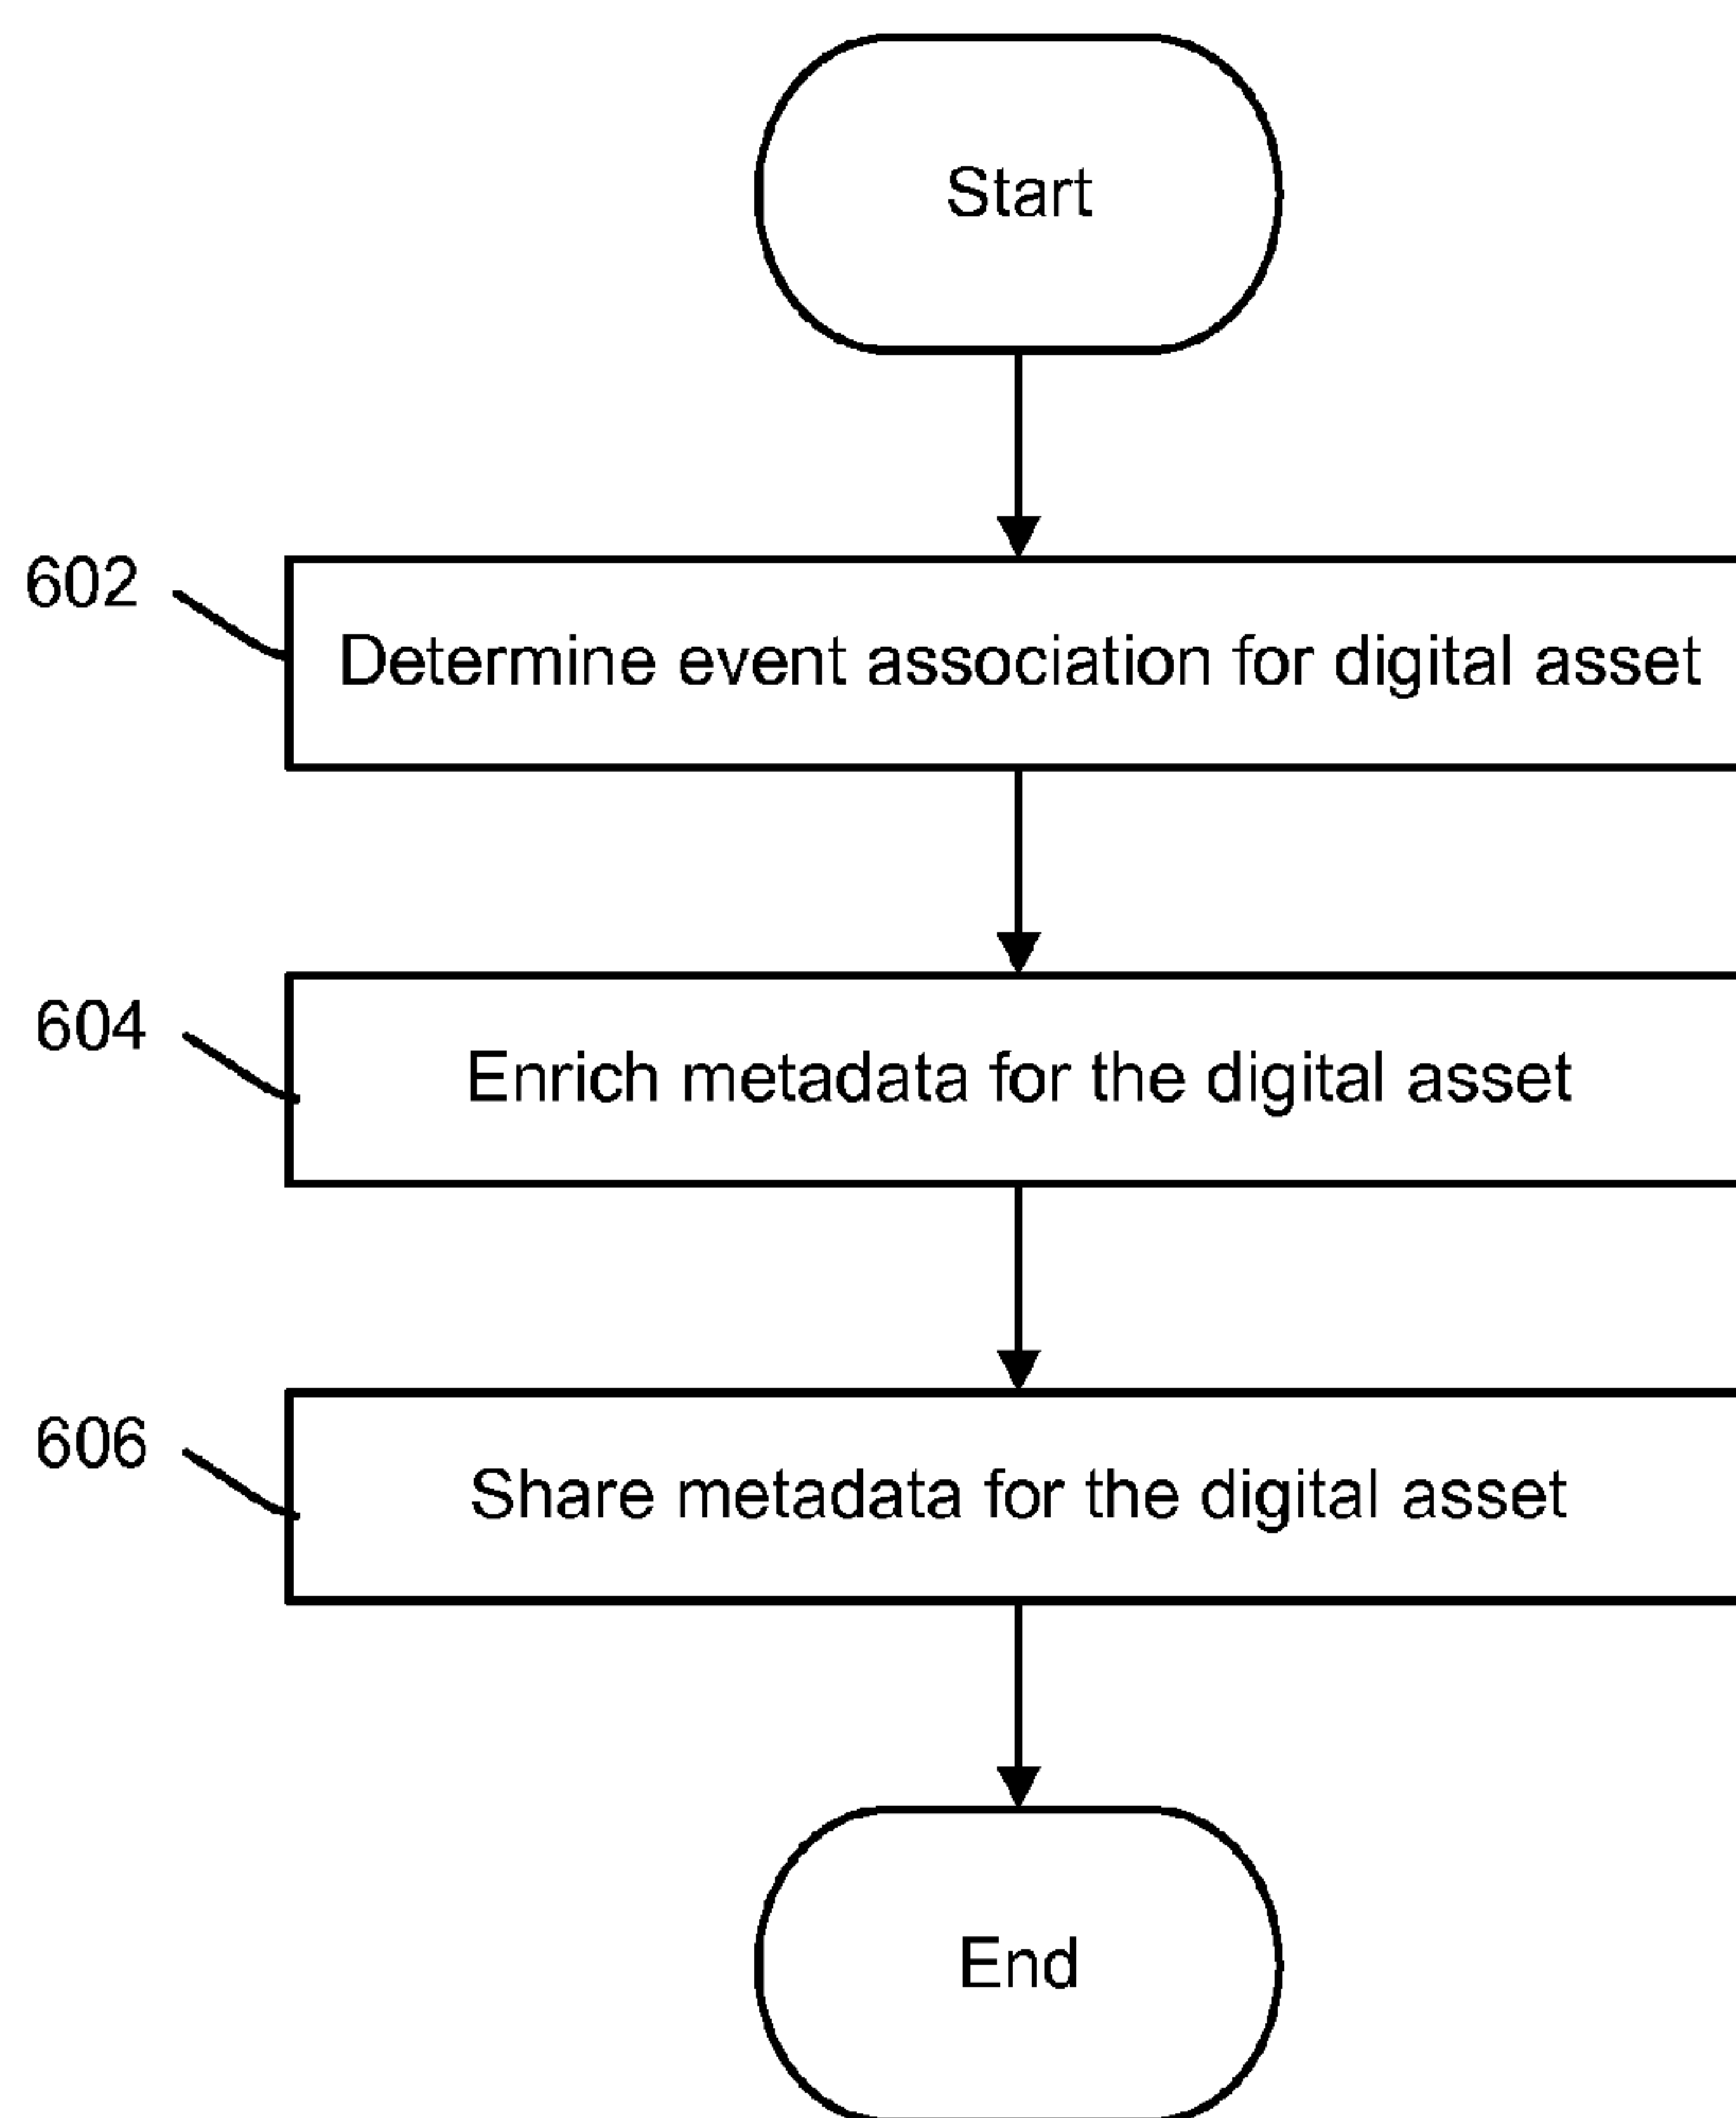 Start
602
Determine event association for digital asset
604
Enrich metadata for the digital asset
606
Share metadata for the digital asset
End